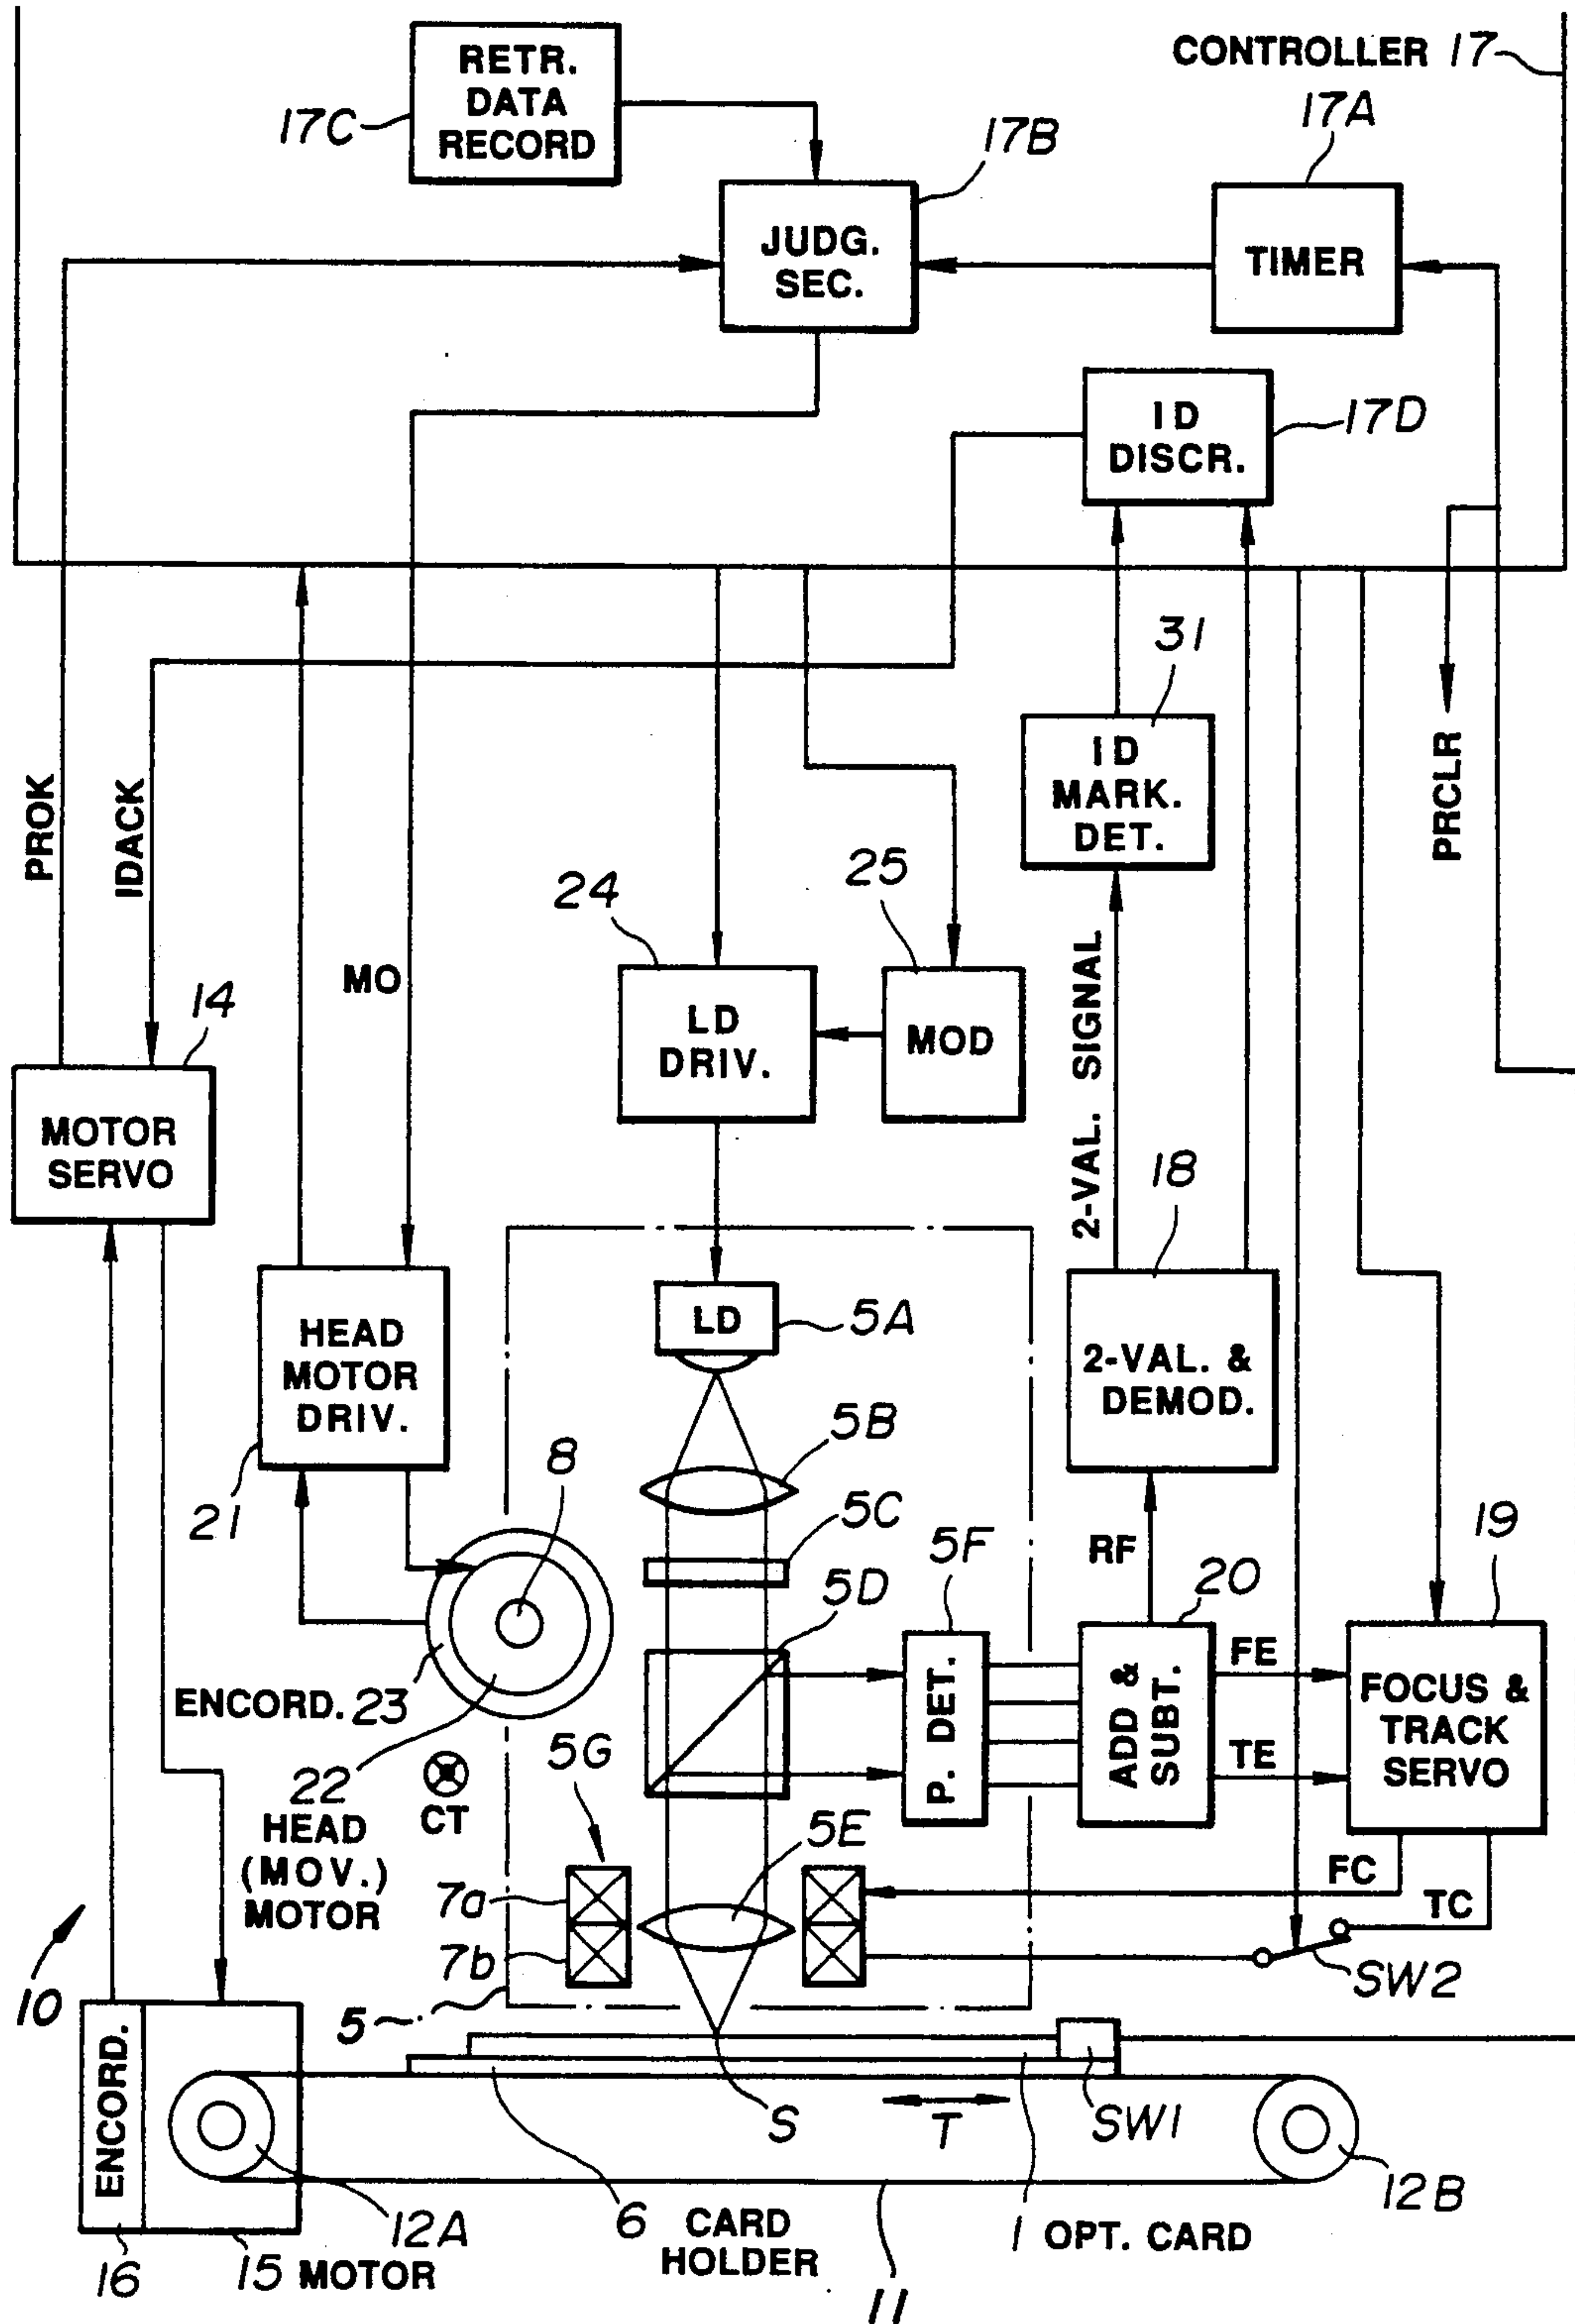 RETR.
DATA
RECORD
17C
CONTROLLER 17
17A
17B
JUDG.
SEC.
TIMER
ID
DISCR.
17D
31
ID
MARK.
DET.
PROK
IDACK
MO
PRCLR
24
25
LD
DRIV.
MOD
2-VAL. SIGNAL
14
MOTOR
SERVO
18
LD
5A
HEAD
MOTOR
DRIV.
2-VAL. &
DEMOD.
5B
8
21
5C
5F
RF
19
5D
20
P. DET.
ADD &
SUBT.
FE
TE
FOCUS &
TRACK
SERVO
ENCORD. 23
5G
22
HEAD
(MOV.)
MOTOR
CT
5E
7a
7b
FC
TC
SW2
10
5
ENCORD.
S
T
SW1
12A
6
CARD
HOLDER
1 OPT. CARD
12B
16
15 MOTOR
11